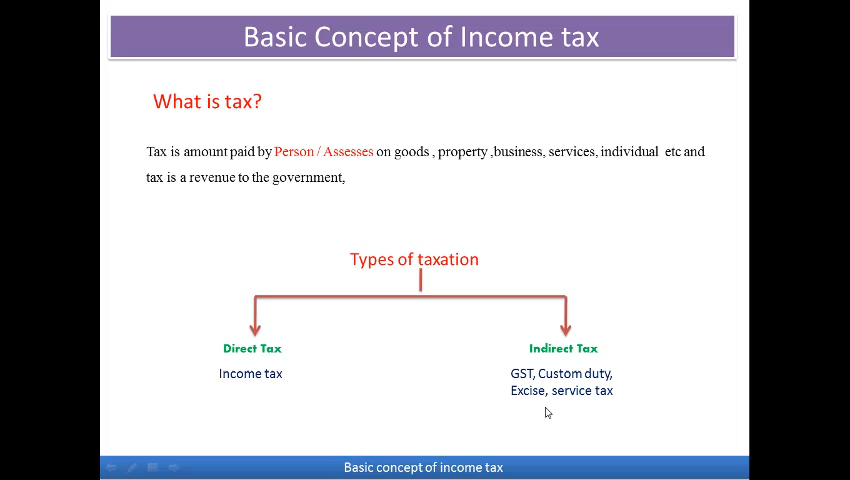 Basic Concept of Income tax
What is tax?
Tax is amount paid by Person / Assesses on goods , property ,business, services, individual etc and
tax is a revenue to the government,
Types of taxation
Direct Tax
Indirect Tax
Income tax
GST, Custom duty,
Excise, service tax
Basic concept of income tax